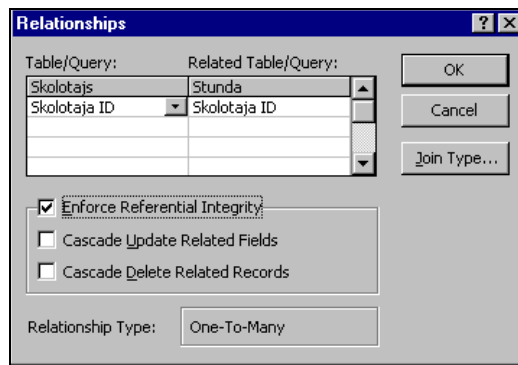 Relationships
Table/Query: Related Table/Query:
Skolotajs Stunda
Skolotaja ID Skolotaja ID
OK
Cancel
Join Type...
Enforce Referential Integrity
Cascade Update Related Fields
Cascade Delete Related Records
Relationship Type: One-To-Many